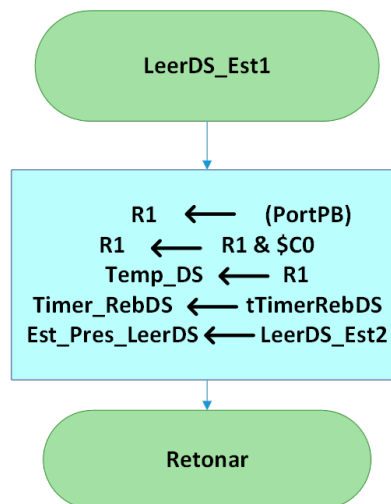 LeerDS_Est1
R1 ← (PortPB)
R1 ← R1 & $C0
Temp_DS ← R1
Timer_RebDS ← tTimerRebDS
Est_Pres_LeerDS ← LeerDS_Est2
Retonar